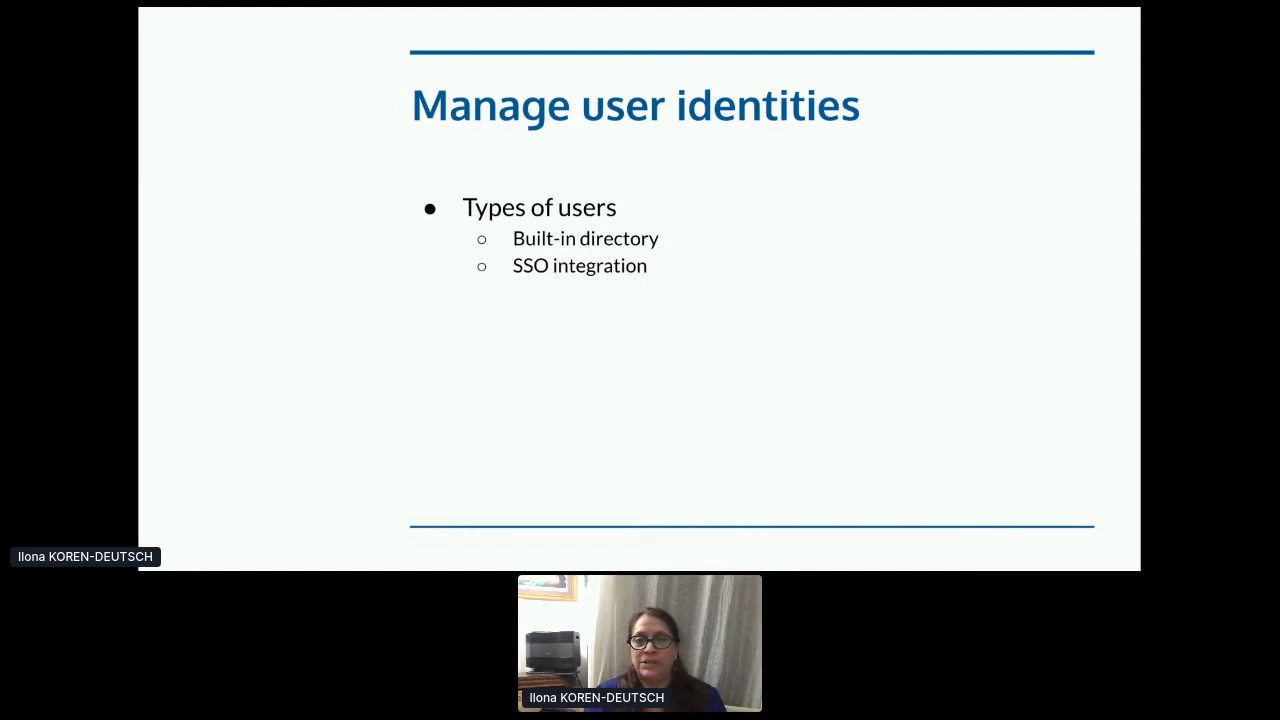 Manage user identities
● Types of users
○ Built-in directory
○ SSO integration
Ilona KOREN-DEUTSCH
Ilona KOREN-DEUTSCH